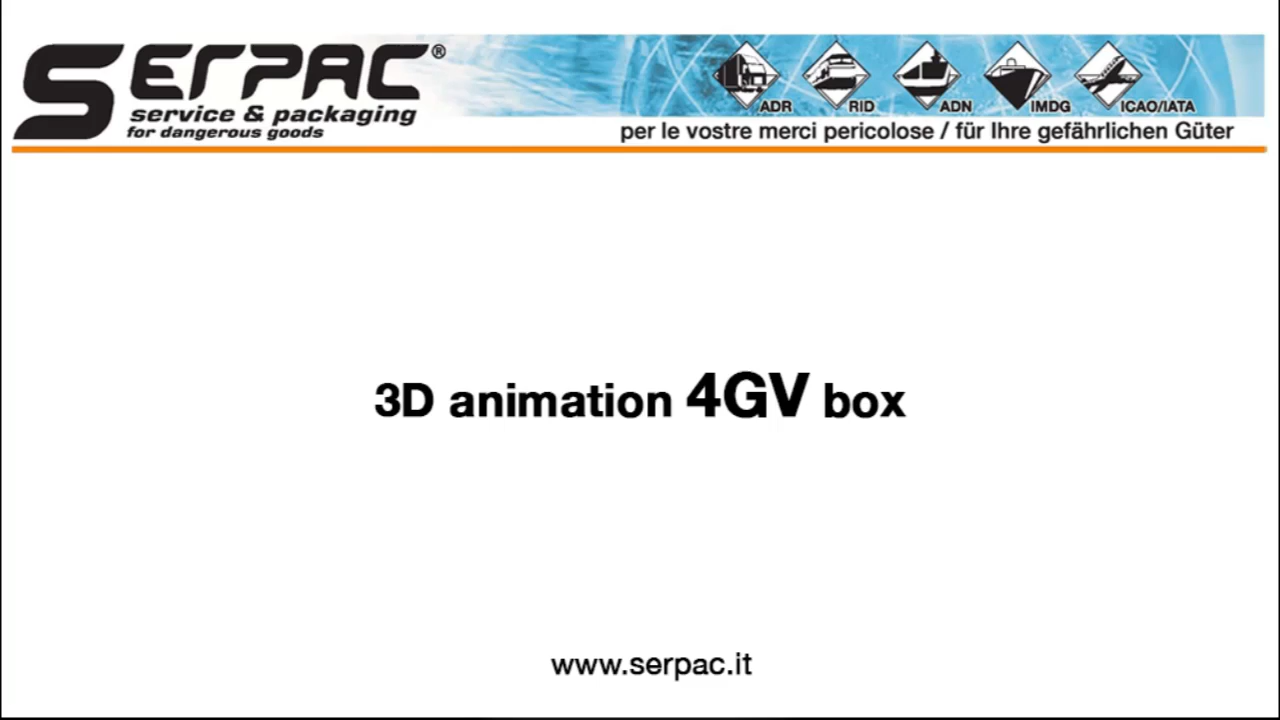 SERPAC®
service & packaging
for dangerous goods
ADR RID ADN IMDG ICAO/IATA
per le vostre merci pericolose / für Ihre gefährlichen Güter
3D animation 4GV box
www.serpac.it